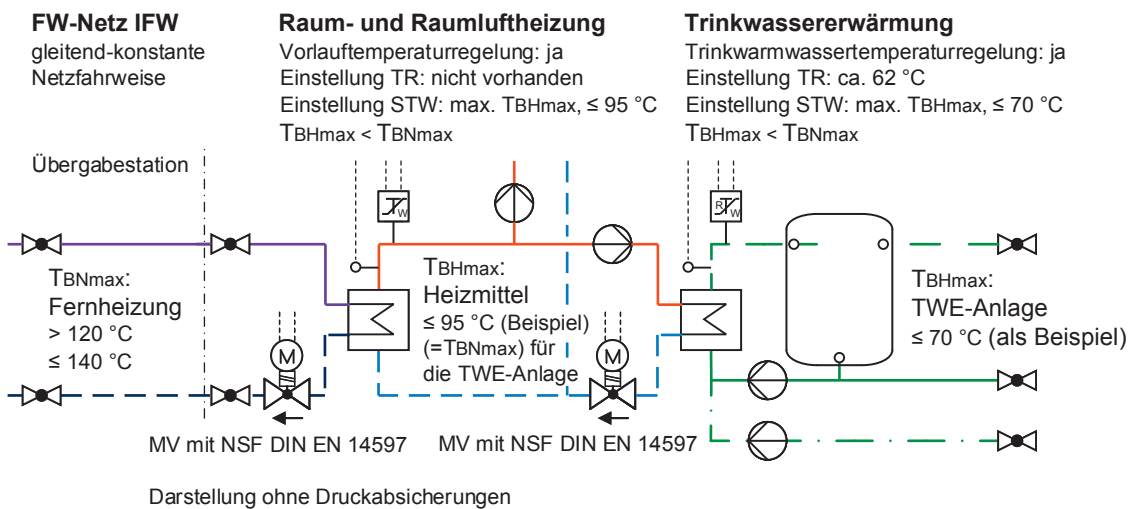 FW-Netz IFW
gleitend-konstante
Netzfahrweise
Raum- und Raumluftheizung
Vorlauftemperaturregelung: ja
Einstellung TR: nicht vorhanden
Einstellung STW: max. TBHmax, ≤ 95 °C
TBHmax < TBNmax
Trinkwassererwärmung
Trinkwarmwassertemperaturregelung: ja
Einstellung TR: ca. 62 °C
Einstellung STW: max. TBHmax, ≤ 70 °C
TBHmax < TBNmax
Übergabestation
TW
RTW
TBNmax:
Fernheizung
> 120 °C
≤ 140 °C
M
TBHmax:
Heizmittel
≤ 95 °C (Beispiel)
(=TBNmax) für
die TWE-Anlage
M
TBHmax:
TWE-Anlage
≤ 70 °C (als Beispiel)
MV mit NSF DIN EN 14597
MV mit NSF DIN EN 14597
Darstellung ohne Druckabsicherungen